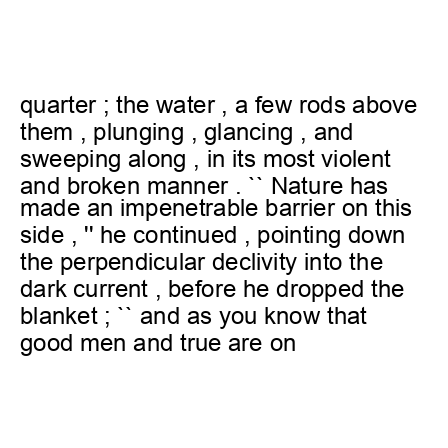 quarter ; the water , a few rods above
them , plunging , glancing , and
sweeping along , in its most violent
and broken manner . `` Nature has
made an impenetrable barrier on this
side , '' he continued , pointing down
the perpendicular declivity into the
dark current , before he dropped the
blanket ; `` and as you know that
good men and true are on